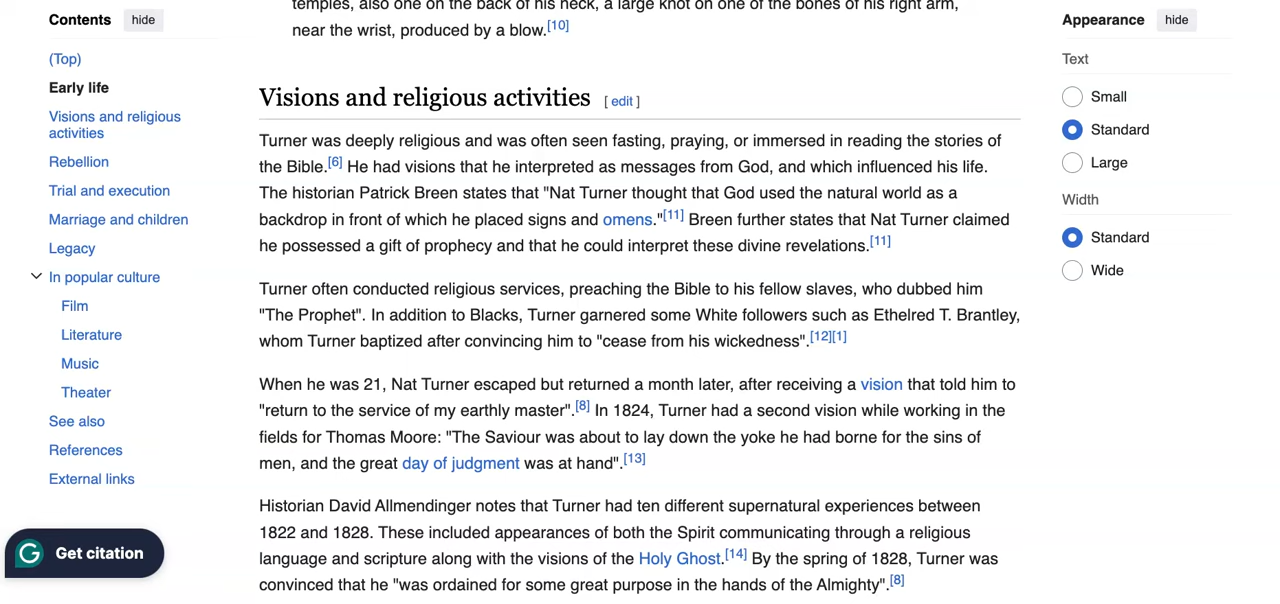 Contents hide
(Top)
Early life
Visions and religious
activities
Rebellion
Trial and execution
Marriage and children
Legacy
In popular culture
Film
Literature
Music
Theater
See also
References
External links
Get citation
temples, also one on the back of his neck, a large knot on one of the bones of his right arm,
near the wrist, produced by a blow.[10]
Visions and religious activities [ edit ]
Turner was deeply religious and was often seen fasting, praying, or immersed in reading the stories of
the Bible.[6] He had visions that he interpreted as messages from God, and which influenced his life.
The historian Patrick Breen states that "Nat Turner thought that God used the natural world as a
backdrop in front of which he placed signs and omens."[11] Breen further states that Nat Turner claimed
he possessed a gift of prophecy and that he could interpret these divine revelations.[11]
Turner often conducted religious services, preaching the Bible to his fellow slaves, who dubbed him
"The Prophet". In addition to Blacks, Turner garnered some White followers such as Ethelred T. Brantley,
whom Turner baptized after convincing him to "cease from his wickedness".[12][1]
When he was 21, Nat Turner escaped but returned a month later, after receiving a vision that told him to
"return to the service of my earthly master".[8] In 1824, Turner had a second vision while working in the
fields for Thomas Moore: "The Saviour was about to lay down the yoke he had borne for the sins of
men, and the great day of judgment was at hand".[13]
Historian David Allmendinger notes that Turner had ten different supernatural experiences between
1822 and 1828. These included appearances of both the Spirit communicating through a religious
language and scripture along with the visions of the Holy Ghost.[14] By the spring of 1828, Turner was
convinced that he "was ordained for some great purpose in the hands of the Almighty".[8]
Appearance hide
Text
Small
Standard
Large
Width
Standard
Wide